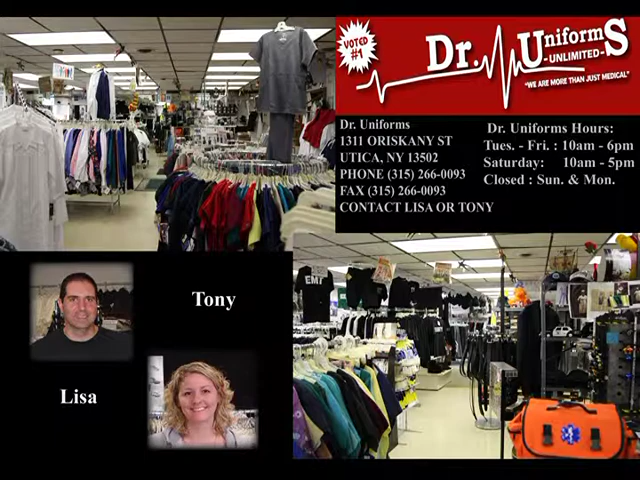 VOTED
#1
Dr. UniformS
-UNLIMITED-
"WE ARE MORE THAN JUST MEDICAL"
Dr. Uniforms
1311 ORISKANY ST
UTICA, NY 13502
PHONE (315) 266-0093
FAX (315) 266-0093
CONTACT LISA OR TONY
Dr. Uniforms Hours:
Tues. - Fri. : 10am - 6pm
Saturday: 10am - 5pm
Closed : Sun. & Mon.
Tony
Lisa
EMT